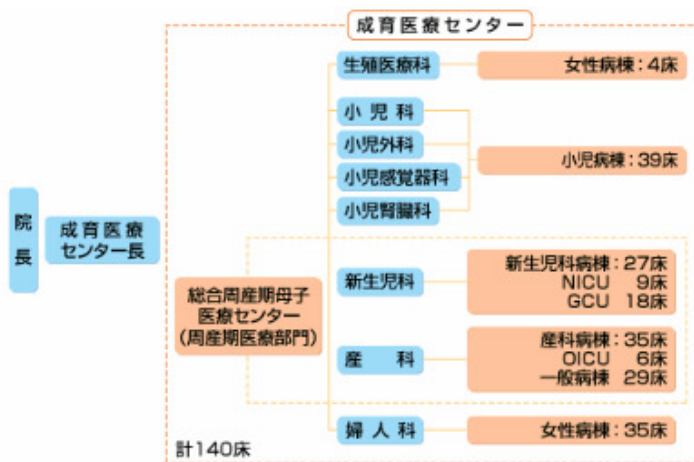 成育医療センター
生殖医療科
女性病棟:4床
小児科
小児外科
小児感覚器科
小児腎臓科
小児病棟:39床
院長
成育医療
センター長
総合周産期母子
医療センター
(周産期医療部門)
新生児科
新生児科病棟:27床
NICU 9床
GCU 18床
産科
産科病棟:35床
OICU 6床
一般病棟 29床
婦人科
女性病棟:35床
計140床